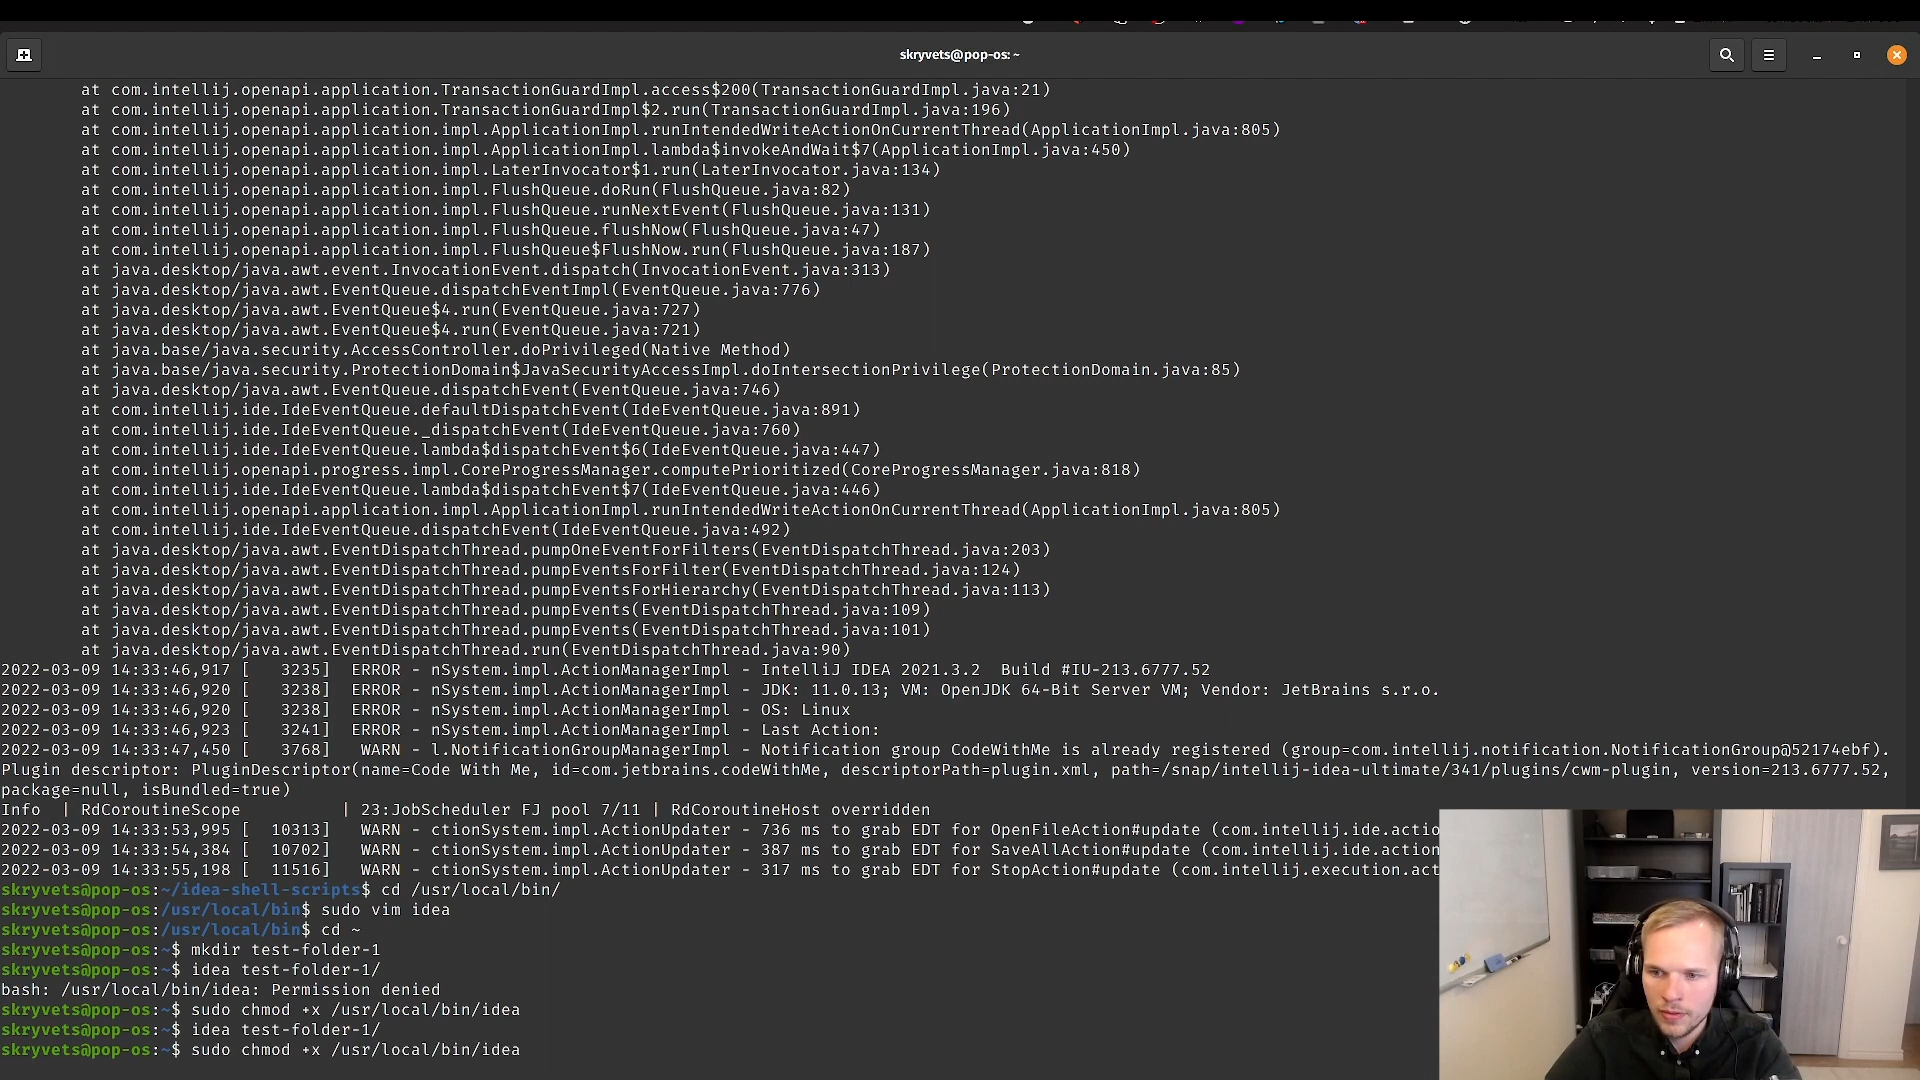 skryvets@pop-os: ~
at com.intellij.openapi.application.TransactionGuardImpl.access$200(TransactionGuardImpl.java:21)
at com.intellij.openapi.application.TransactionGuardImpl$2.run(TransactionGuardImpl.java:196)
at com.intellij.openapi.application.impl.ApplicationImpl.runIntendedWriteActionOnCurrentThread(ApplicationImpl.java:805)
at com.intellij.openapi.application.impl.ApplicationImpl.lambda$invokeAndWait$7(ApplicationImpl.java:450)
at com.intellij.openapi.application.impl.LaterInvocator$1.run(LaterInvocator.java:134)
at com.intellij.openapi.application.impl.FlushQueue.doRun(FlushQueue.java:82)
at com.intellij.openapi.application.impl.FlushQueue.runNextEvent(FlushQueue.java:131)
at com.intellij.openapi.application.impl.FlushQueue.flushNow(FlushQueue.java:47)
at com.intellij.openapi.application.impl.FlushQueue$FlushNow.run(FlushQueue.java:187)
at java.desktop/java.awt.event.InvocationEvent.dispatch(InvocationEvent.java:313)
at java.desktop/java.awt.EventQueue.dispatchEventImpl(EventQueue.java:776)
at java.desktop/java.awt.EventQueue$4.run(EventQueue.java:727)
at java.desktop/java.awt.EventQueue$4.run(EventQueue.java:721)
at java.base/java.security.AccessController.doPrivileged(Native Method)
at java.base/java.security.ProtectionDomain$JavaSecurityAccessImpl.doIntersectionPrivilege(ProtectionDomain.java:85)
at java.desktop/java.awt.EventQueue.dispatchEvent(EventQueue.java:746)
at com.intellij.ide.IdeEventQueue.defaultDispatchEvent(IdeEventQueue.java:891)
at com.intellij.ide.IdeEventQueue._dispatchEvent(IdeEventQueue.java:760)
at com.intellij.ide.IdeEventQueue.lambda$dispatchEvent$6(IdeEventQueue.java:447)
at com.intellij.openapi.progress.impl.CoreProgressManager.computePrioritized(CoreProgressManager.java:818)
at com.intellij.ide.IdeEventQueue.lambda$dispatchEvent$7(IdeEventQueue.java:446)
at com.intellij.openapi.application.impl.ApplicationImpl.runIntendedWriteActionOnCurrentThread(ApplicationImpl.java:805)
at com.intellij.ide.IdeEventQueue.dispatchEvent(IdeEventQueue.java:492)
at java.desktop/java.awt.EventDispatchThread.pumpOneEventForFilters(EventDispatchThread.java:203)
at java.desktop/java.awt.EventDispatchThread.pumpEventsForFilter(EventDispatchThread.java:124)
at java.desktop/java.awt.EventDispatchThread.pumpEventsForHierarchy(EventDispatchThread.java:113)
at java.desktop/java.awt.EventDispatchThread.pumpEvents(EventDispatchThread.java:109)
at java.desktop/java.awt.EventDispatchThread.pumpEvents(EventDispatchThread.java:101)
at java.desktop/java.awt.EventDispatchThread.run(EventDispatchThread.java:90)
2022-03-09 14:33:46,917 [   3235]  ERROR - nSystem.impl.ActionManagerImpl - IntelliJ IDEA 2021.3.2  Build #IU-213.6777.52
2022-03-09 14:33:46,920 [   3238]  ERROR - nSystem.impl.ActionManagerImpl - JDK: 11.0.13; VM: OpenJDK 64-Bit Server VM; Vendor: JetBrains s.r.o.
2022-03-09 14:33:46,920 [   3238]  ERROR - nSystem.impl.ActionManagerImpl - OS: Linux
2022-03-09 14:33:46,923 [   3241]  ERROR - nSystem.impl.ActionManagerImpl - Last Action:
2022-03-09 14:33:47,450 [   3768]   WARN - l.NotificationGroupManagerImpl - Notification group CodeWithMe is already registered (group=com.intellij.notification.NotificationGroup@52174ebf).
Plugin descriptor: PluginDescriptor(name=Code With Me, id=com.jetbrains.codeWithMe, descriptorPath=plugin.xml, path=/snap/intellij-idea-ultimate/341/plugins/cwm-plugin, version=213.6777.52,
package=null, isBundled=true)
Info  | RdCoroutineScope          | 23:JobScheduler FJ pool 7/11 | RdCoroutineHost overridden
2022-03-09 14:33:53,995 [  10313]   WARN - ctionSystem.impl.ActionUpdater - 736 ms to grab EDT for OpenFileAction#update (com.intellij.ide.actio
2022-03-09 14:33:54,384 [  10702]   WARN - ctionSystem.impl.ActionUpdater - 387 ms to grab EDT for SaveAllAction#update (com.intellij.ide.action
2022-03-09 14:33:55,198 [  11516]   WARN - ctionSystem.impl.ActionUpdater - 317 ms to grab EDT for StopAction#update (com.intellij.execution.act
skryvets@pop-os:~/idea-shell-scripts$ cd /usr/local/bin/
skryvets@pop-os:/usr/local/bin$ sudo vim idea
skryvets@pop-os:/usr/local/bin$ cd ~
skryvets@pop-os:~$ mkdir test-folder-1
skryvets@pop-os:~$ idea test-folder-1/
bash: /usr/local/bin/idea: Permission denied
skryvets@pop-os:~$ sudo chmod +x /usr/local/bin/idea
skryvets@pop-os:~$ idea test-folder-1/
skryvets@pop-os:~$ sudo chmod +x /usr/local/bin/idea